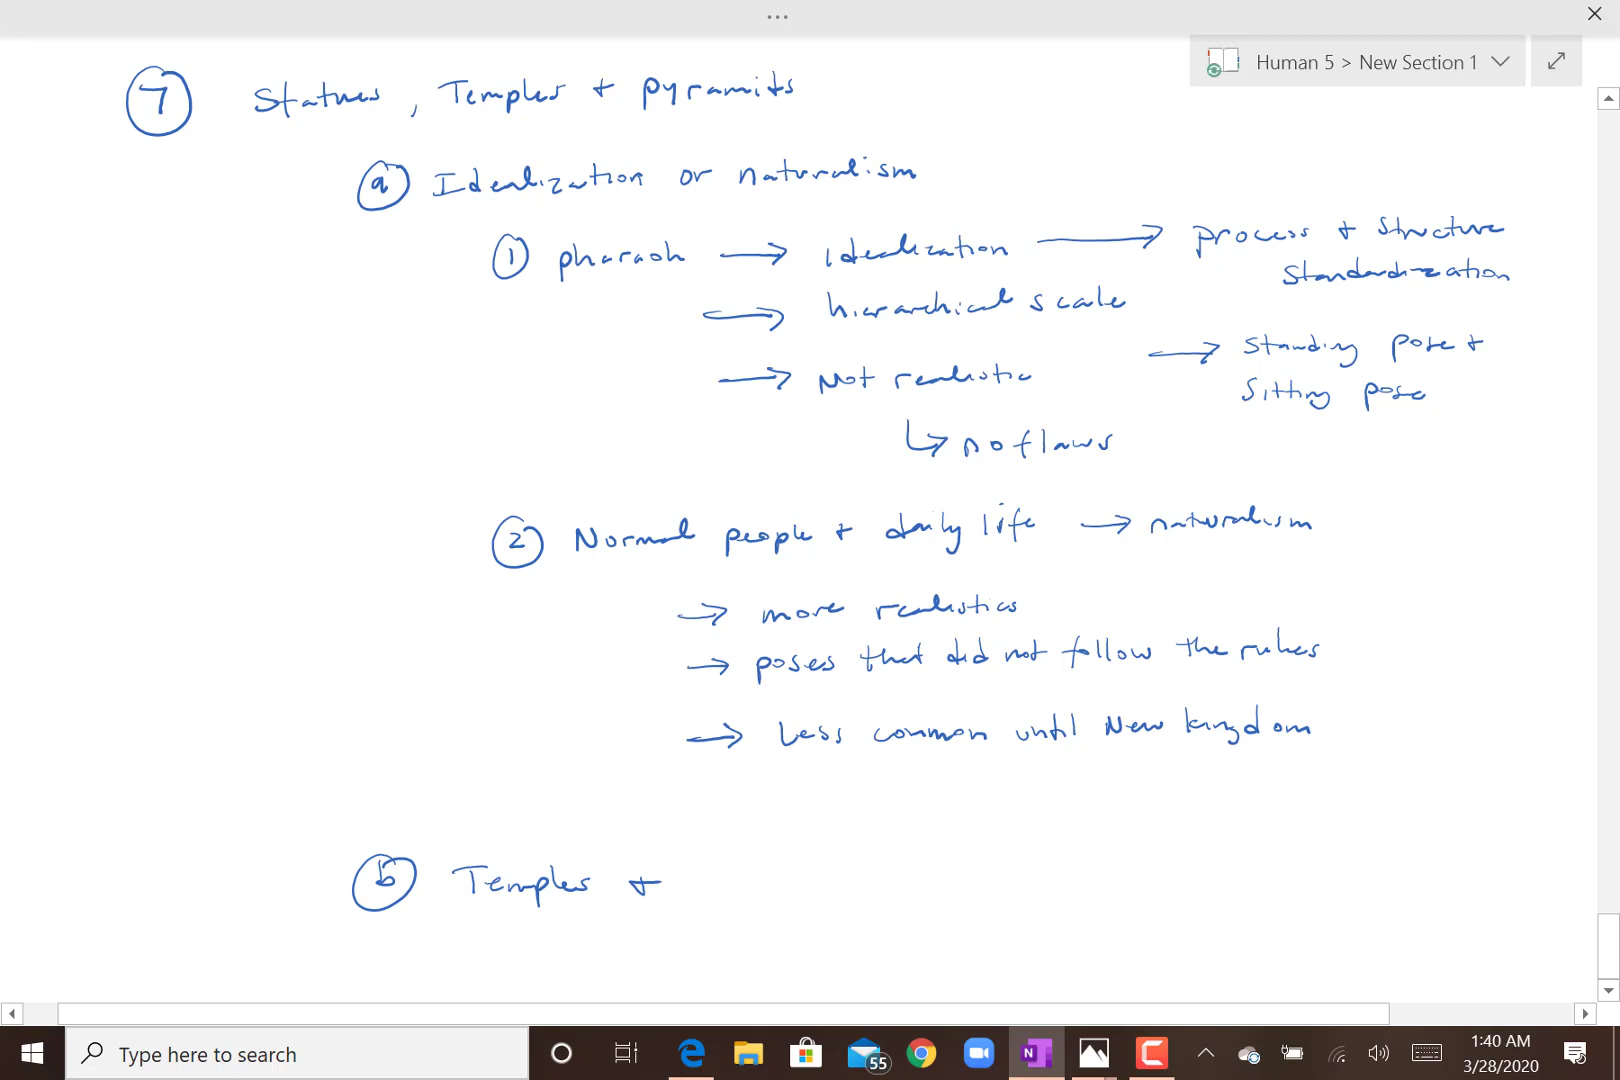 Human 5 > New Section 1
7 Statues, Temples + pyramids
a Idealization or naturalism
1 pharaoh → Idealization → process + structure
standardization
→ hierarchical scale
→ standing pose +
→ Not realistic
sitting pose
↳ no flaws
2 Normal people + daily life → naturalism
→ more realistics
→ poses that did not follow the rules
→ Less common until New kingdom
b Temples +
Type here to search
55
1:40 AM
3/28/2020